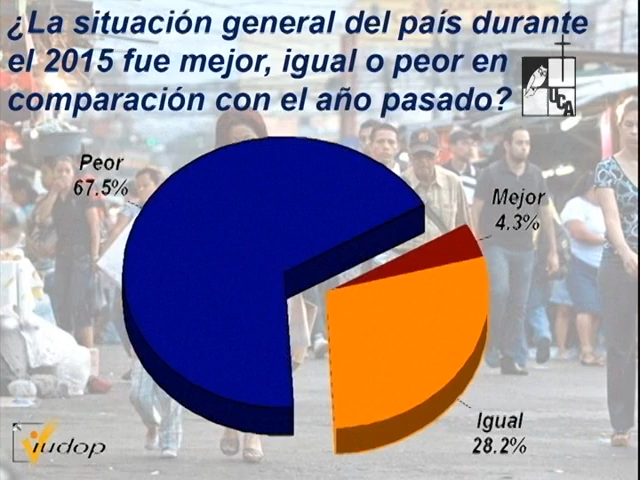 ¿La situación general del país durante
el 2015 fue mejor, igual o peor en
comparación con el año pasado?
UCA
Peor
67.5%
Mejor
4.3%
Igual
28.2%
iudop